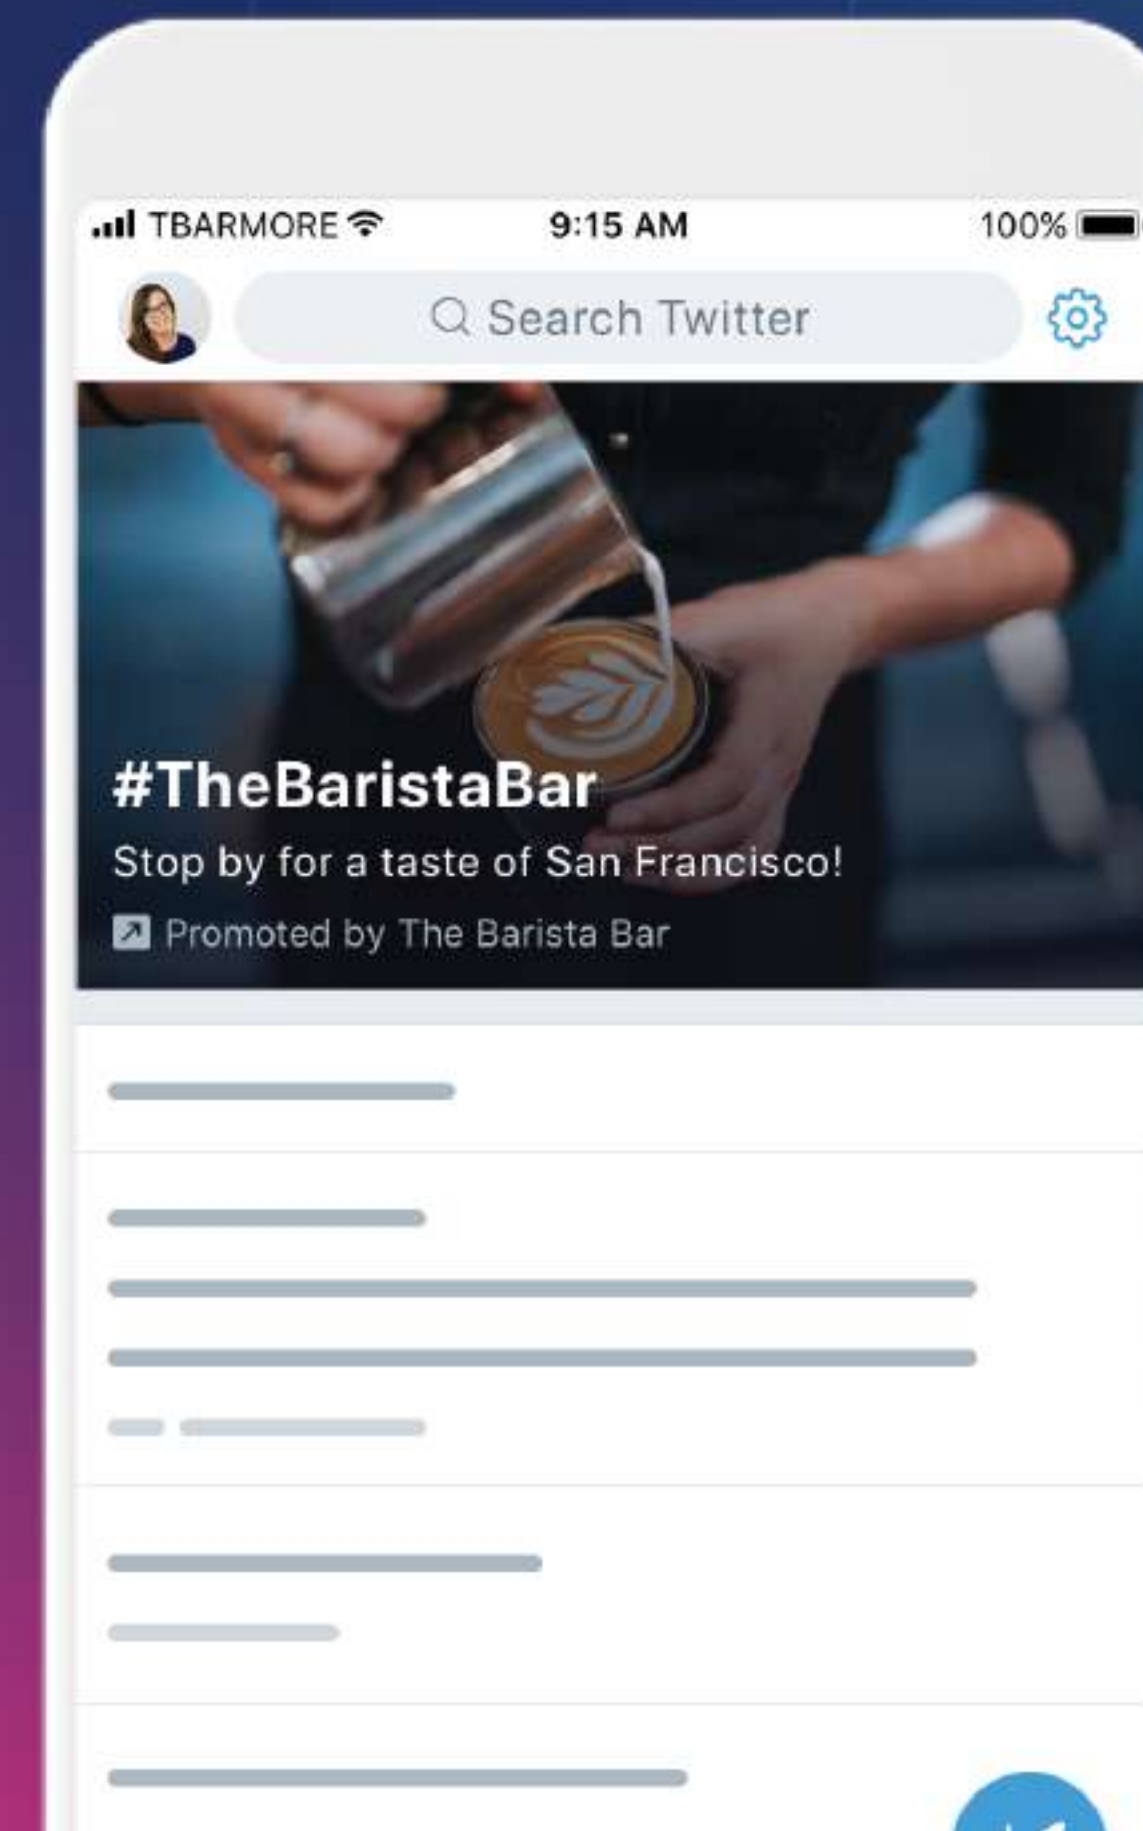 TBARMORE
9:15 AM
100%
Search Twitter
#TheBaristaBar
Stop by for a taste of San Francisco!
Promoted by The Barista Bar